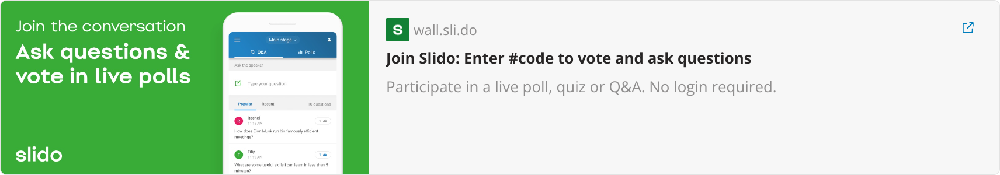 Join the conversation
Ask questions &
vote in live polls
slido
Main stage
Q&A
Polls
Ask the speaker
Type your question
Popular
Recent
10 questions
R
Rachel
11:15 AM
9
How does Elon Musk run his famously efficient
meetings?
F
Filip
11:13 AM
7
What are some useful skills I can learn in less than 5
minutes?
S
wall.sli.do
Join Slido: Enter #code to vote and ask questions
Participate in a live poll, quiz or Q&A. No login required.